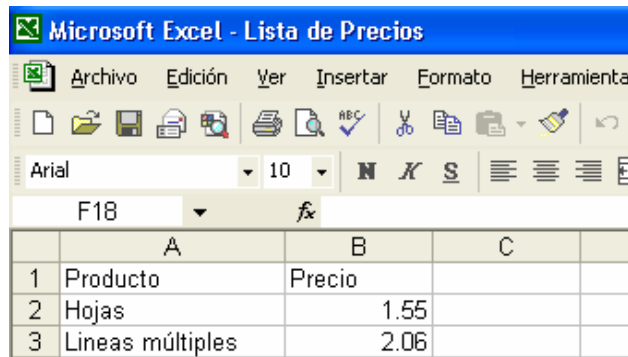 Microsoft Excel - Lista de Precios
Archivo Edición Ver Insertar Formato Herramienta
ABC
Arial 10 N K S
F18 fx
A B C
1 Producto Precio
2 Hojas 1.55
3 Lineas múltiples 2.06